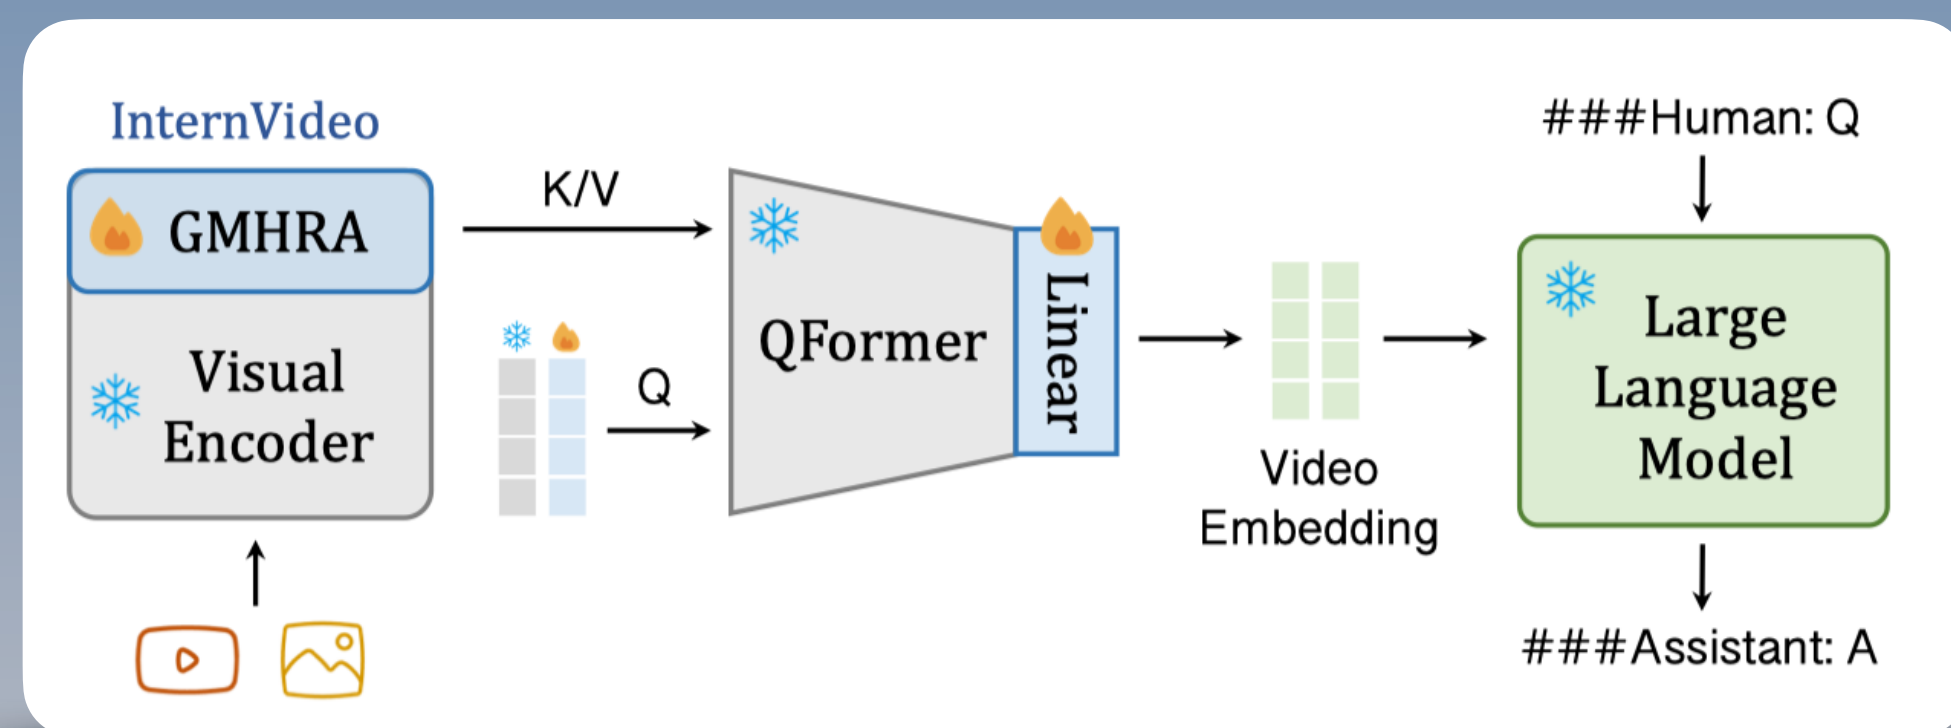 InternVideo
GMHRA
Visual
Encoder
K/V
Q
QFormer
Linear
Video
Embedding
###Human: Q
Large
Language
Model
###Assistant: A